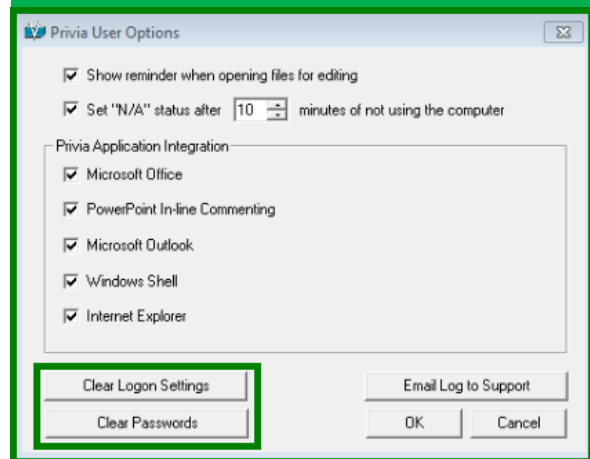 Privia User Options
Show reminder when opening files for editing
Set "N/A" status after 10 minutes of not using the computer
Privia Application Integration
Microsoft Office
PowerPoint In-line Commenting
Microsoft Outlook
Windows Shell
Internet Explorer
Clear Logon Settings Email Log to Support
Clear Passwords OK Cancel